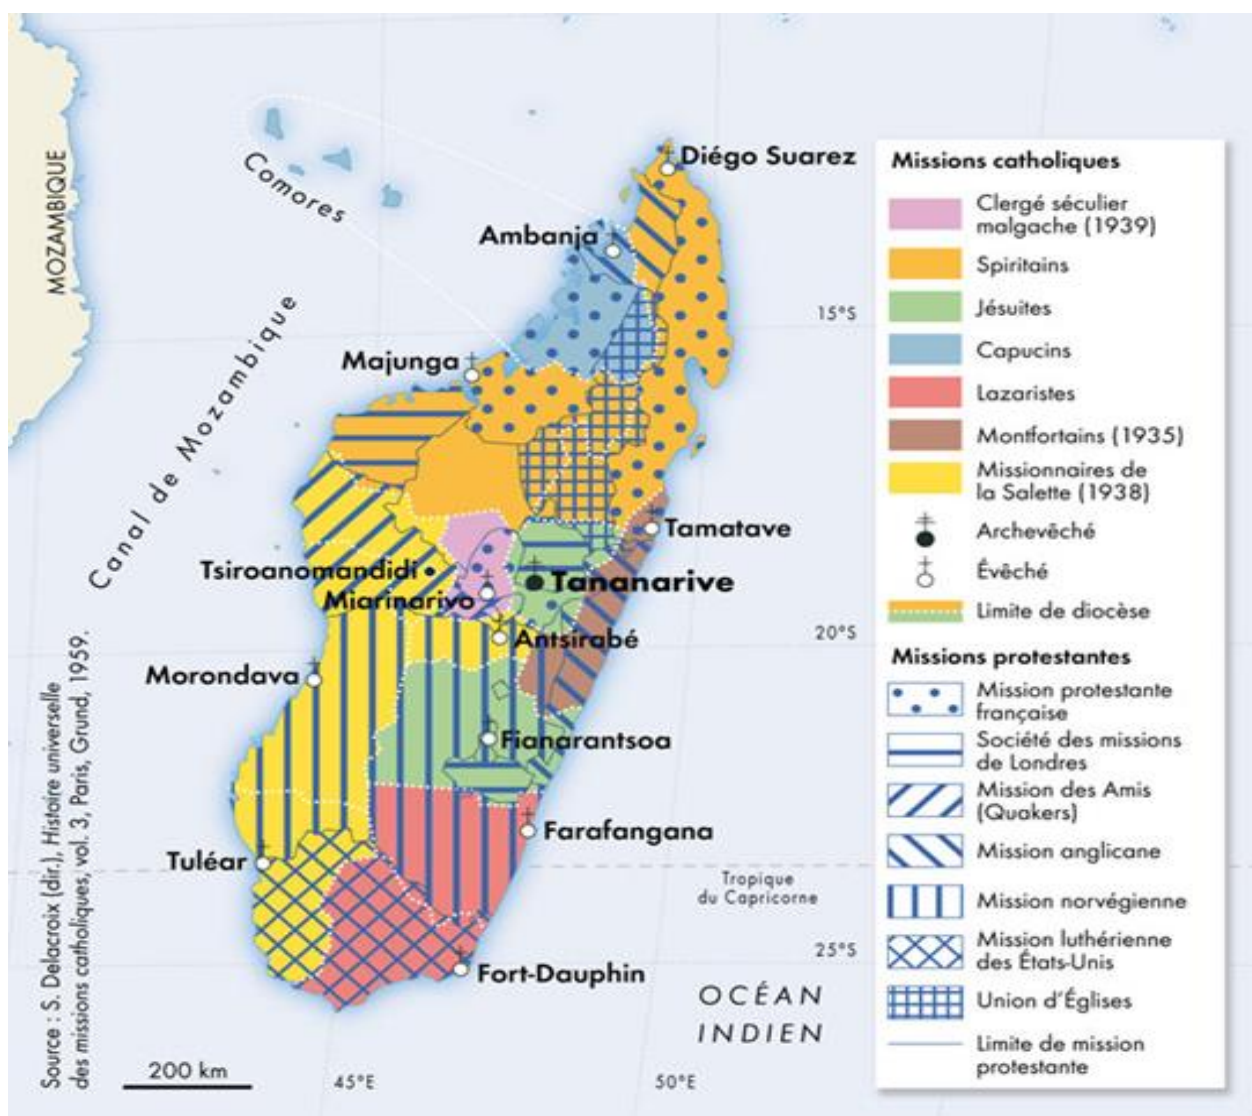 MOZAMBIQUE
Comores
Canal de Mozambique
Diégo Suarez
Ambanja
15°S
Majunga
Tamatave
Tsiroanomandidi
Tananarive
Miarinarivo
20°S
Antsirabé
Morondava
Fianarantsoa
Farafangana
Tuléar
Tropique
du Capricorne
25°S
Fort-Dauphin
OCÉAN
INDIEN
200 km
45°E
50°E
Source : S. Delacroix (dir.), Histoire universelle
des missions catholiques, vol. 3, Paris, Grund, 1959.
Missions catholiques
Clergé séculier
malgache (1939)
Spiritains
Jésuites
Capucins
Lazaristes
Montfortains (1935)
Missionnaires de
la Salette (1938)
Archevêché
Évêché
Limite de diocèse
Missions protestantes
Mission protestante
française
Société des missions
de Londres
Mission des Amis
(Quakers)
Mission anglicane
Mission norvégienne
Mission luthérienne
des États-Unis
Union d'Églises
Limite de mission
protestante